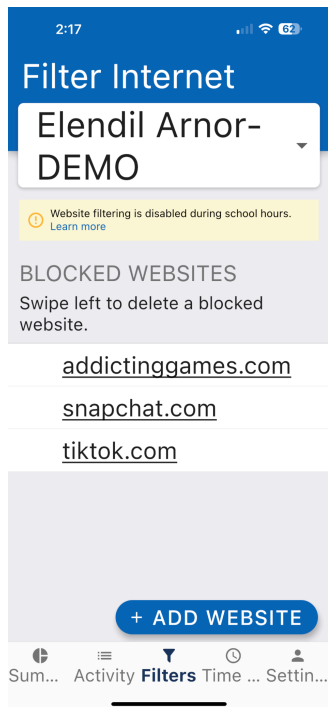 2:17
62
Filter Internet
Elendil Arnor-
DEMO
Website filtering is disabled during school hours.
Learn more
BLOCKED WEBSITES
Swipe left to delete a blocked
website.
addictinggames.com
snapchat.com
tiktok.com
+ ADD WEBSITE
Sum... Activity Filters Time ... Settin...